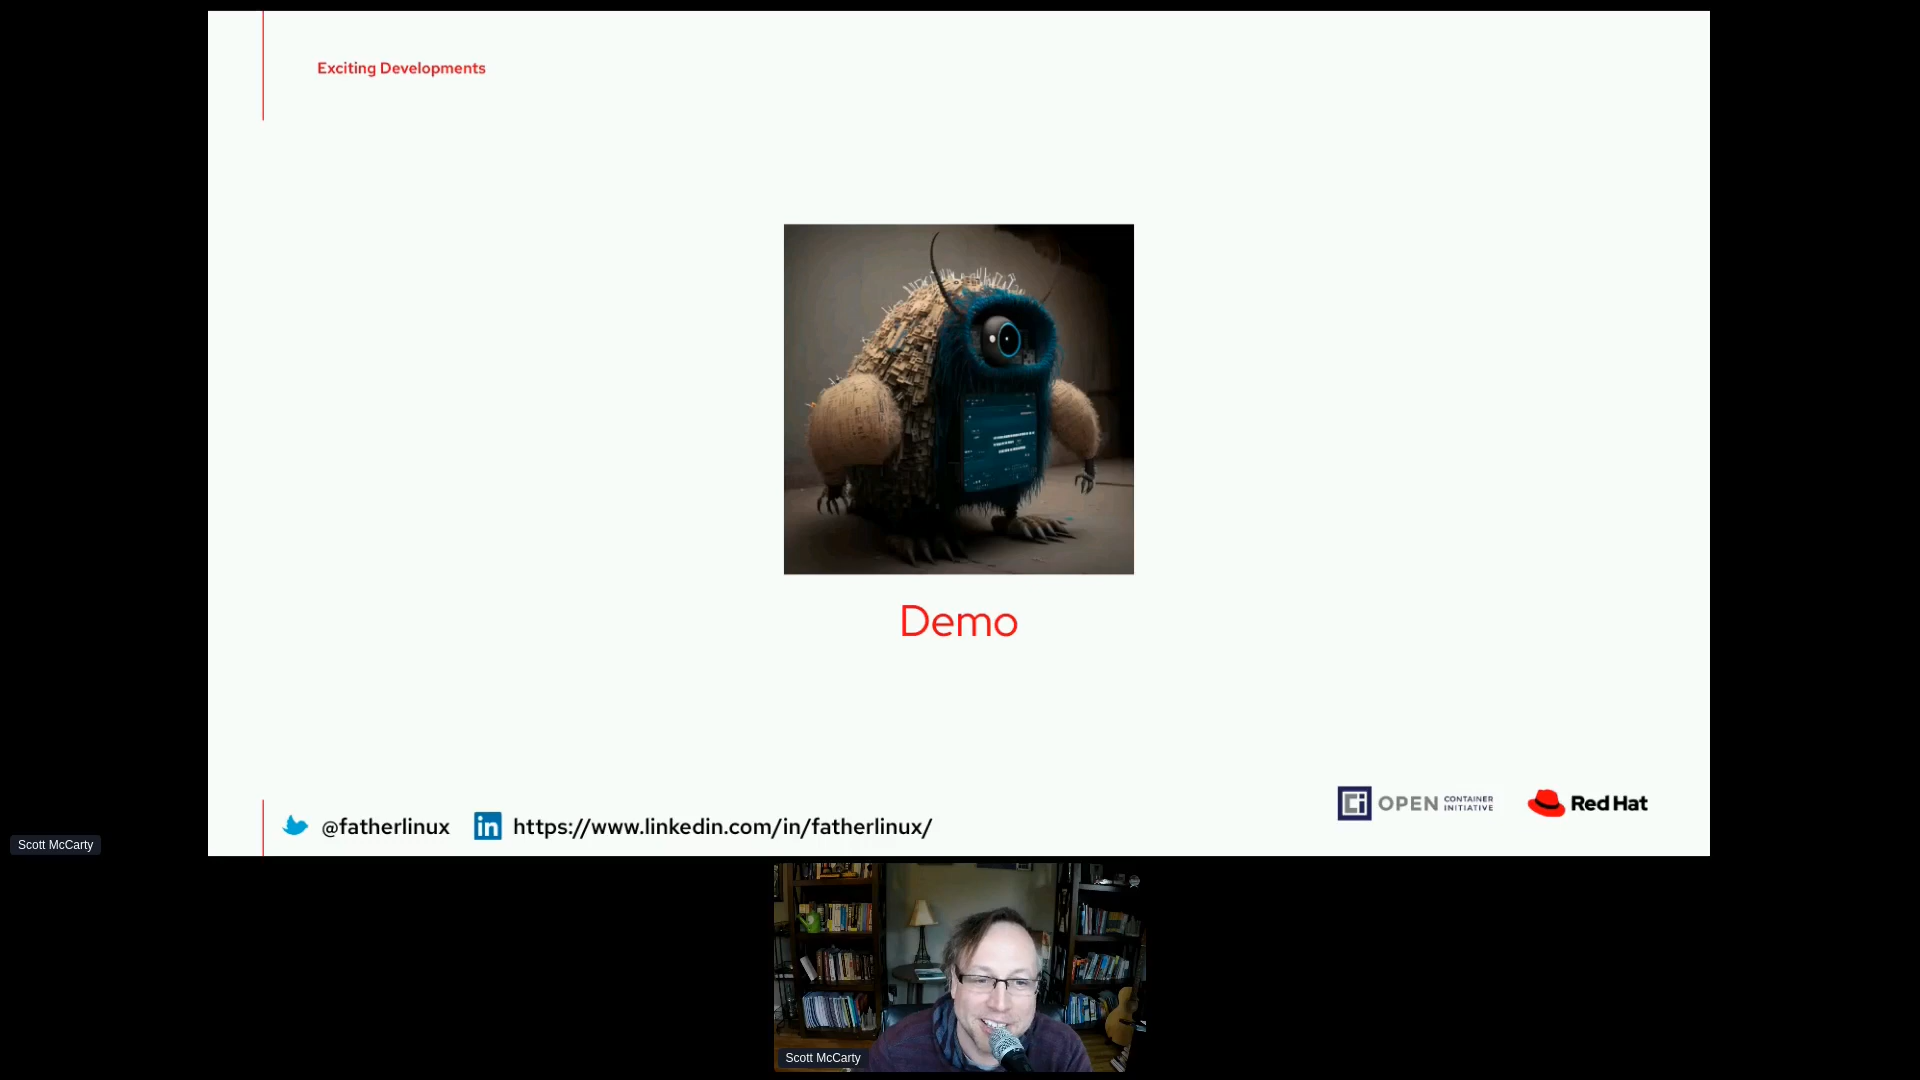 Exciting Developments
Demo
@fatherlinux
https://www.linkedin.com/in/fatherlinux/
OPEN CONTAINER INITIATIVE
Red Hat
Scott McCarty
Scott McCarty